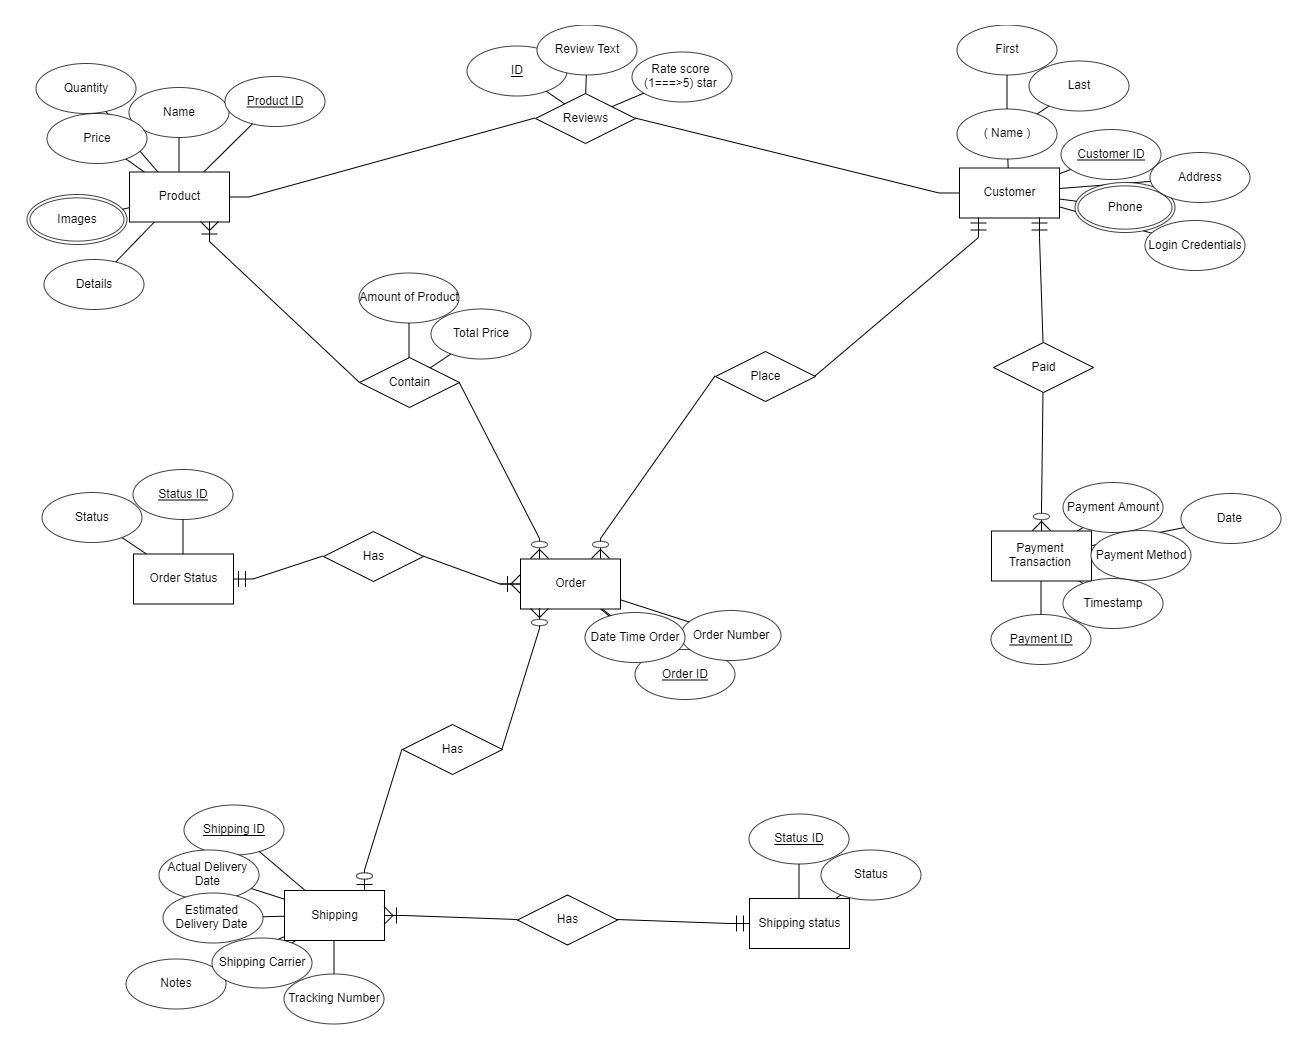 First
Review Text
ID
Rate score
(1===>5) star
Last
Quantity
Name
Product ID
Reviews
( Name )
Price
Customer ID
Product
Customer
Address
Images
Phone
Login Credentials
Details
Amount of Product
Total Price
Contain
Place
Paid
Status ID
Status
Payment Amount
Date
Has
Order Status
Order
Payment
Transaction
Payment Method
Timestamp
Date Time Order
Order Number
Payment ID
Order ID
Has
Shipping ID
Status ID
Actual Delivery
Date
Status
Estimated
Delivery Date
Shipping
Has
Shipping status
Shipping Carrier
Notes
Tracking Number